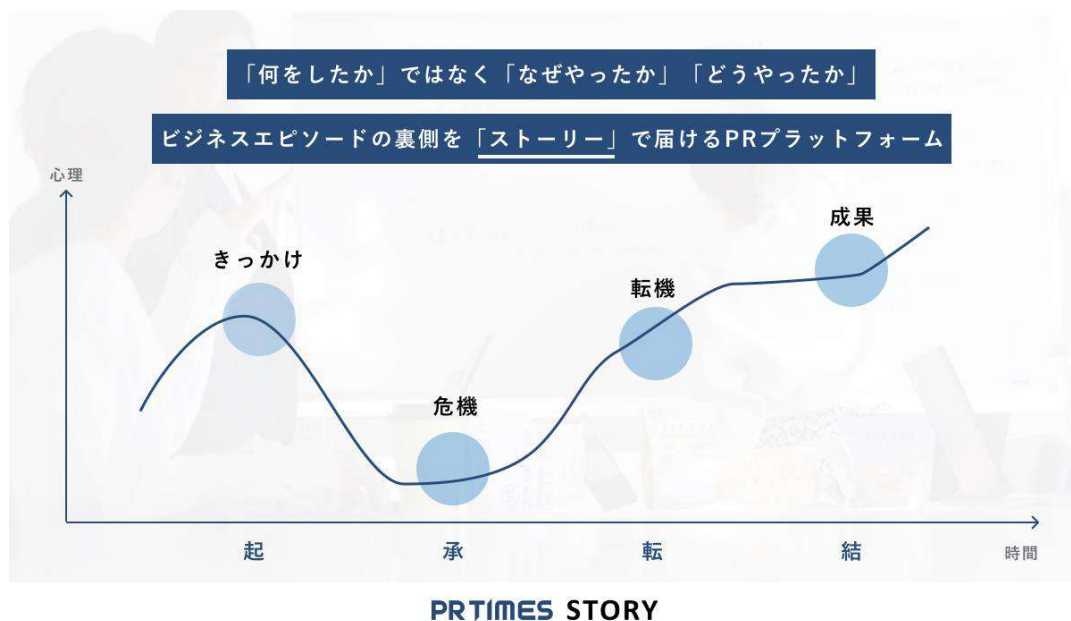 「何をしたか」ではなく「なぜやったか」「どうやったか」
ビジネスエピソードの裏側を「ストーリー」で届けるPRプラットフォーム
心理
成果
きっかけ
転機
危機
起 承 転 結
時間
PR TIMES STORY